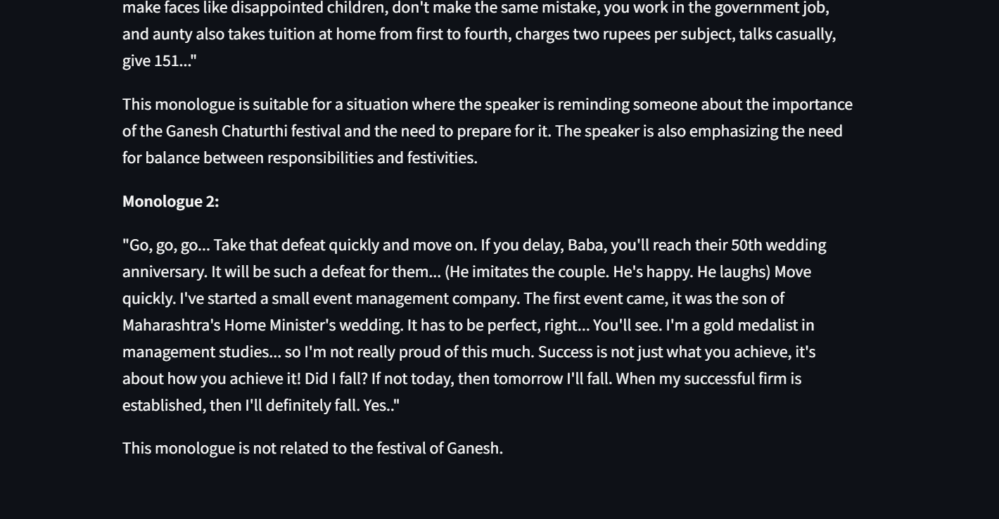 make faces like disappointed children, don't make the same mistake, you work in the government job,
and aunty also takes tuition at home from first to fourth, charges two rupees per subject, talks casually,
give 151..."
This monologue is suitable for a situation where the speaker is reminding someone about the importance
of the Ganesh Chaturthi festival and the need to prepare for it. The speaker is also emphasizing the need
for balance between responsibilities and festivities.
Monologue 2:
"Go, go, go... Take that defeat quickly and move on. If you delay, Baba, you'll reach their 50th wedding
anniversary. It will be such a defeat for them... (He imitates the couple. He's happy. He laughs) Move
quickly. I've started a small event management company. The first event came, it was the son of
Maharashtra's Home Minister's wedding. It has to be perfect, right... You'll see. I'm a gold medalist in
management studies... so I'm not really proud of this much. Success is not just what you achieve, it's
about how you achieve it! Did I fall? If not today, then tomorrow I'll fall. When my successful firm is
established, then I'll definitely fall. Yes.."
This monologue is not related to the festival of Ganesh.